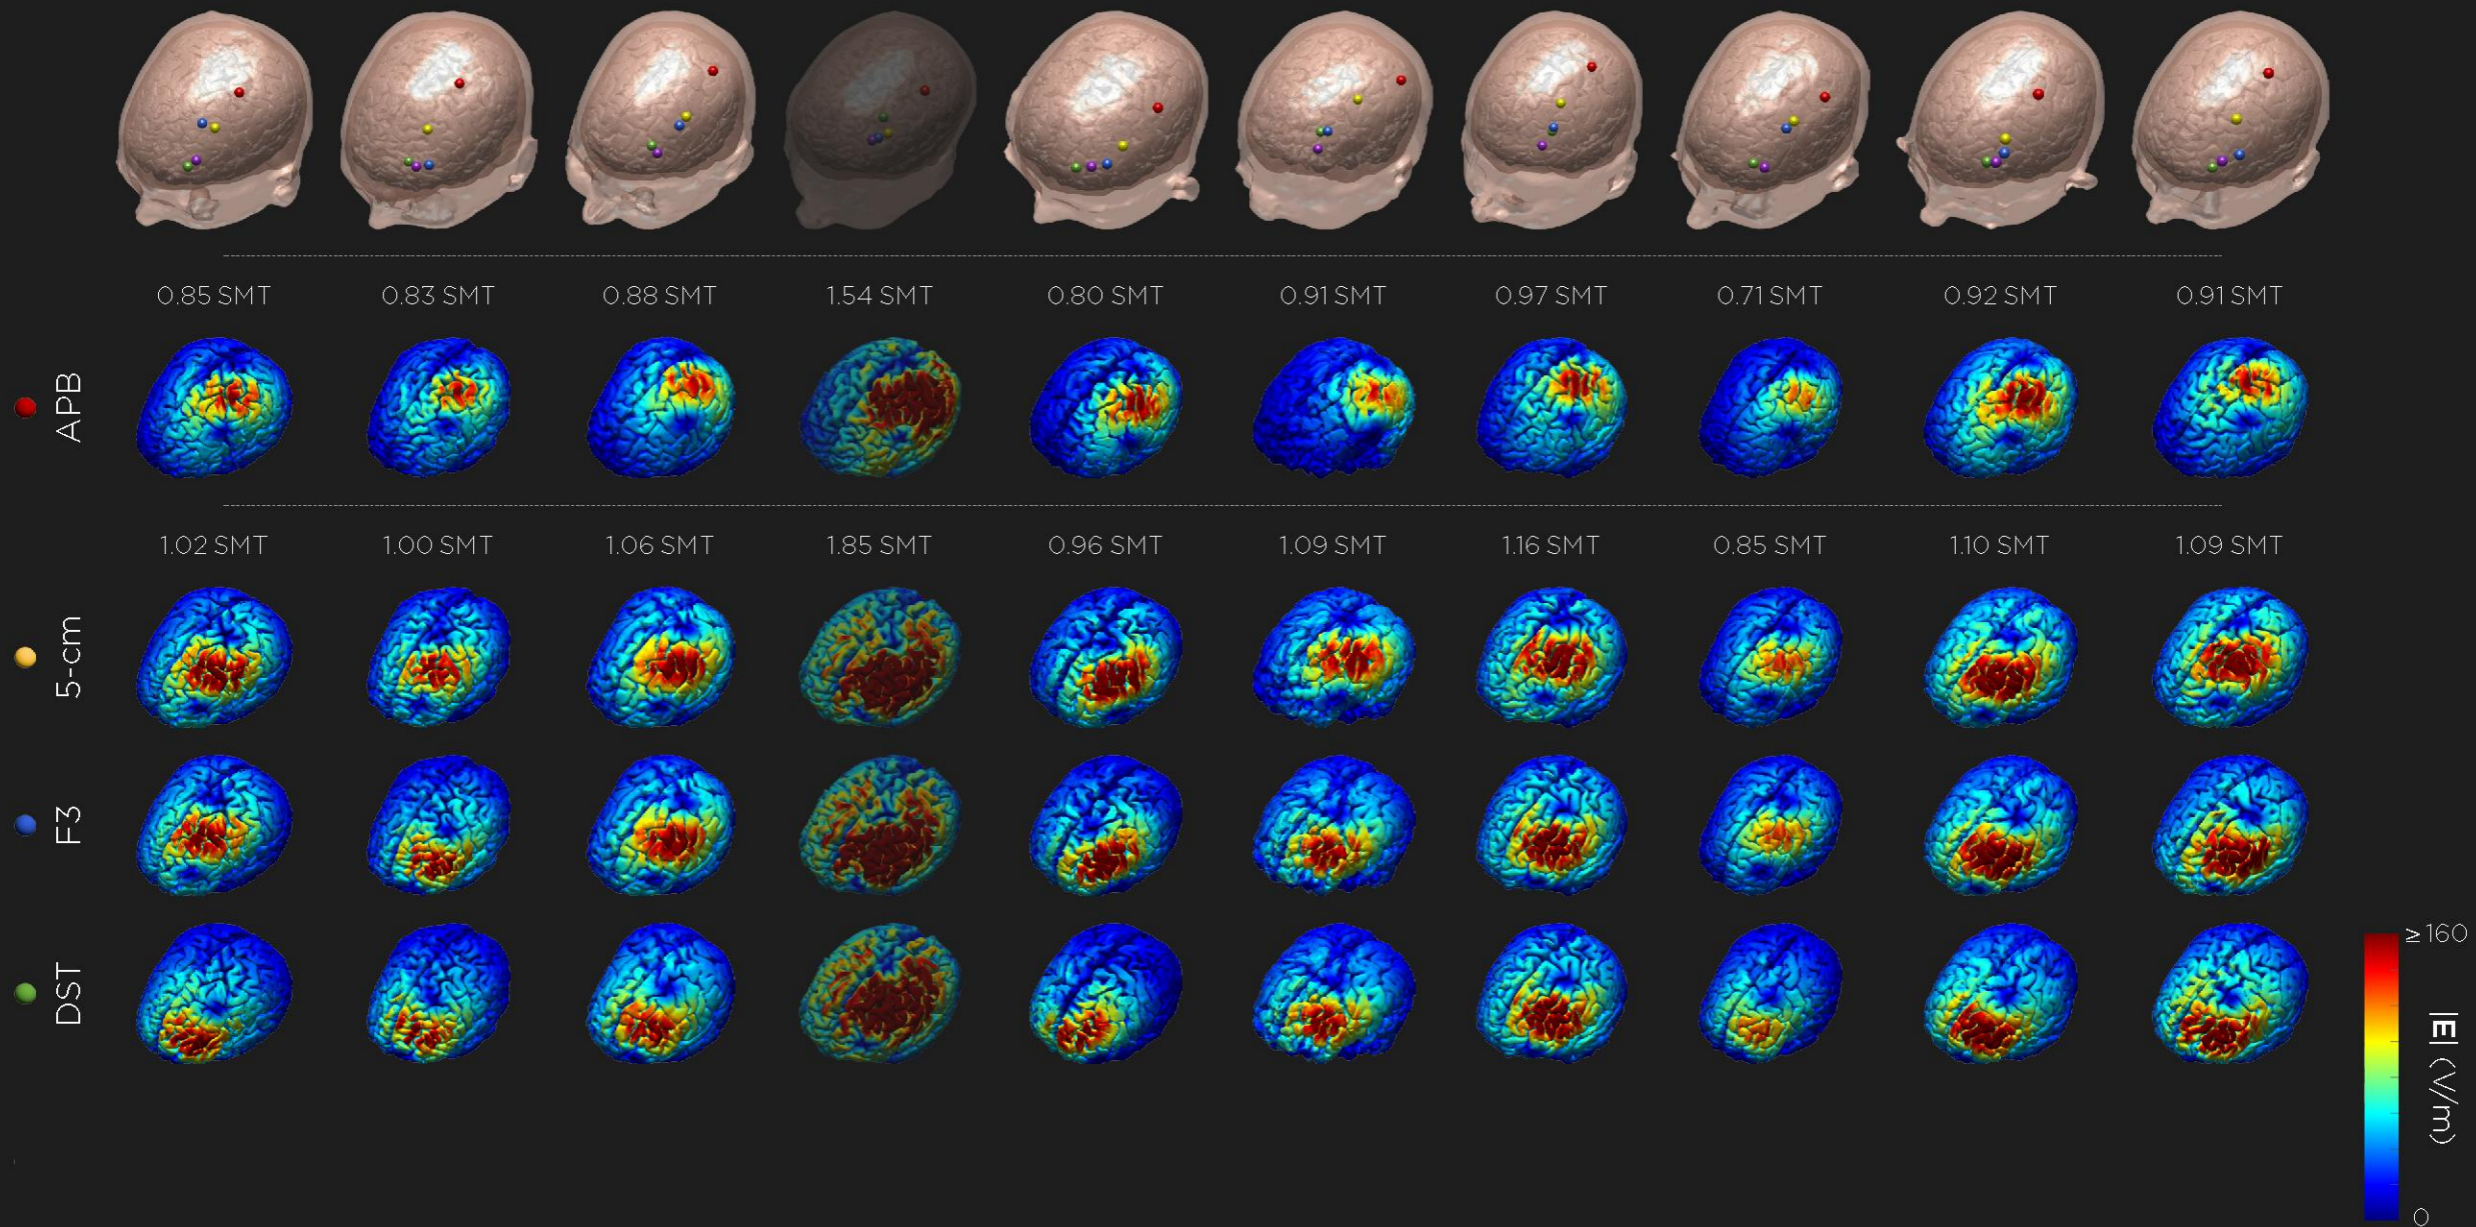 0.85 SMT 0.83 SMT 0.88 SMT 1.54 SMT 0.80 SMT 0.91 SMT 0.97 SMT 0.71 SMT 0.92 SMT 0.91 SMT
APB
1.02 SMT 1.00 SMT 1.06 SMT 1.85 SMT 0.96 SMT 1.09 SMT 1.16 SMT 0.85 SMT 1.10 SMT 1.09 SMT
5-cm
F3
DST
≥160
|E| (V/m)
0